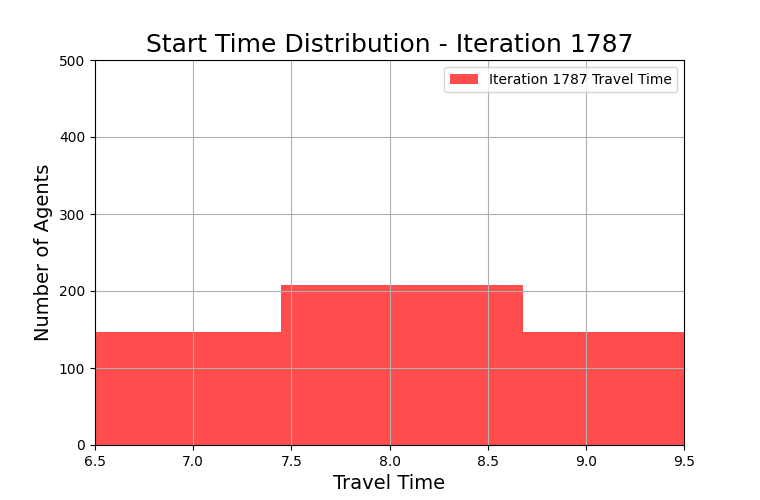 Start Time Distribution - Iteration 1787
Iteration 1787 Travel Time
Number of Agents
500
400
300
200
100
0
6.5 7.0 7.5 8.0 8.5 9.0 9.5
Travel Time